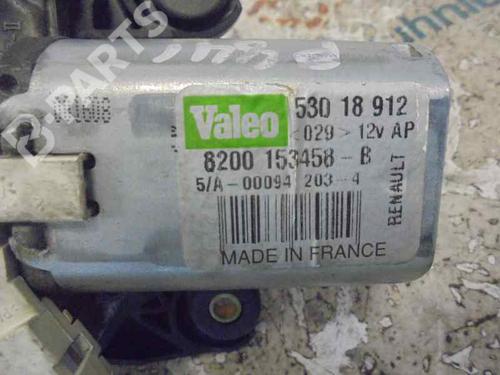 Valeo 530 18 912
029> 12v AP
8200 153458-B
5/A-00094 203-4
RENAULT
MADE IN FRANCE
B-PARTS